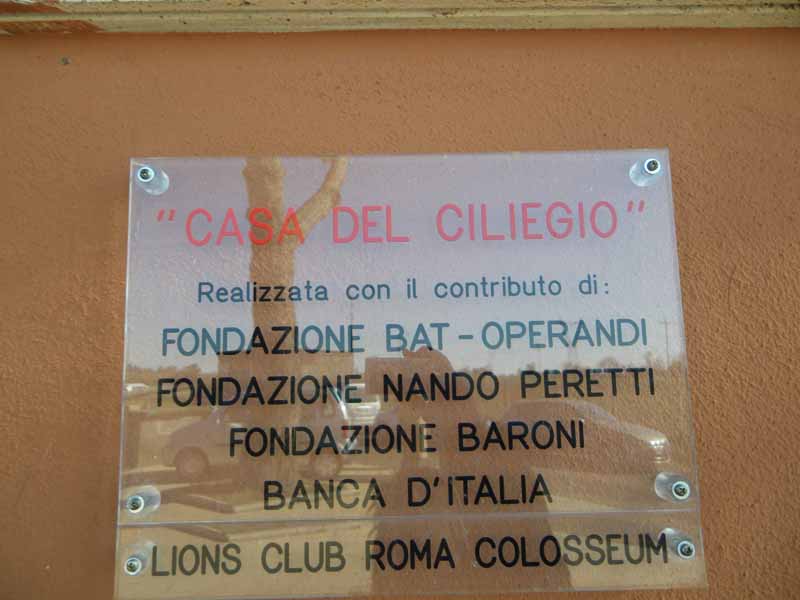 "CASA DEL CILIEGIO"
Realizzata con il contributo di:
FONDAZIONE BAT-OPERANDI
FONDAZIONE NANDO PERETTI
FONDAZIONE BARONI
BANCA D'ITALIA
LIONS CLUB ROMA COLOSSEUM